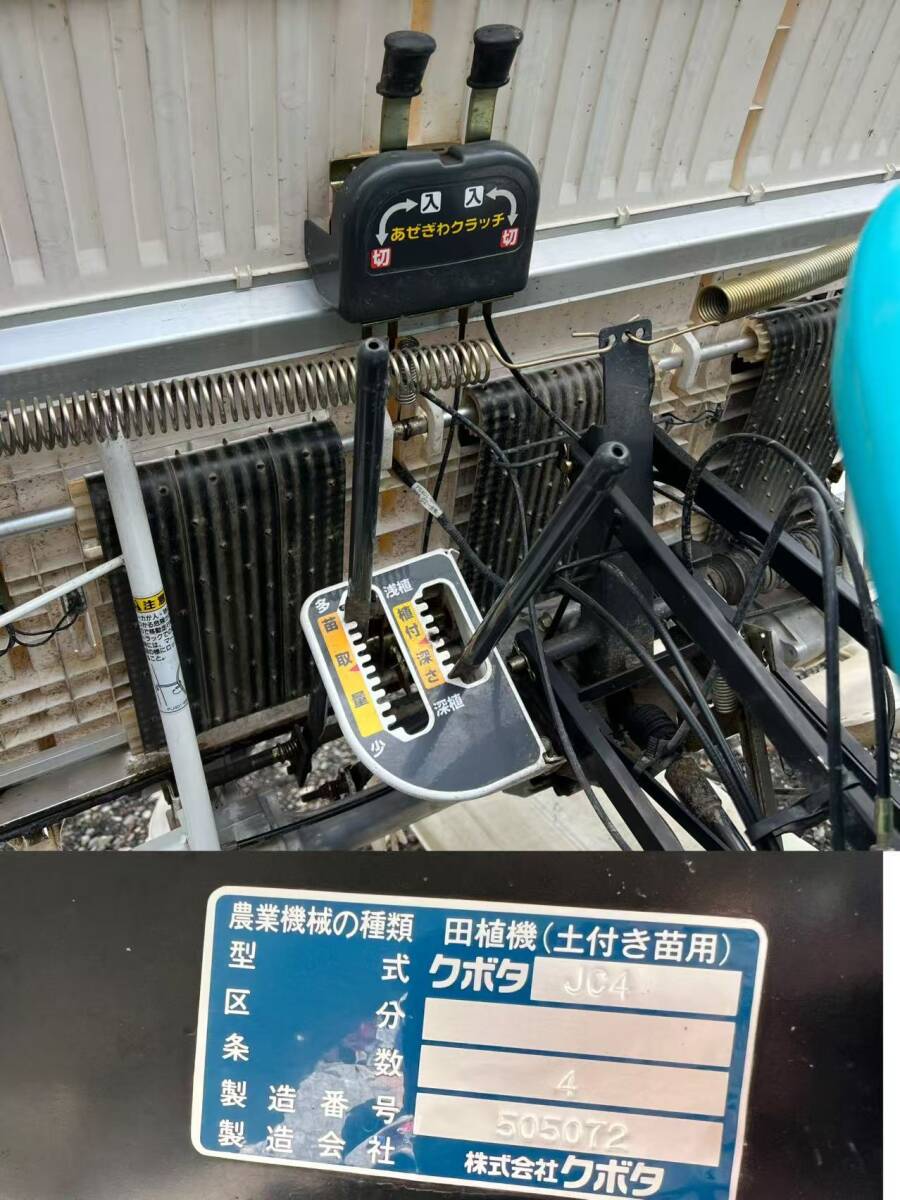 入 入
あぜぎわクラッチ
切 切
多 浅植
苗取量
植付深さ
少 深植
注意
農業機械の種類 田植機(土付き苗用)
型式 クボタ JC4
区分
条数 4
製造番号 505072
製造会社 株式会社クボタ